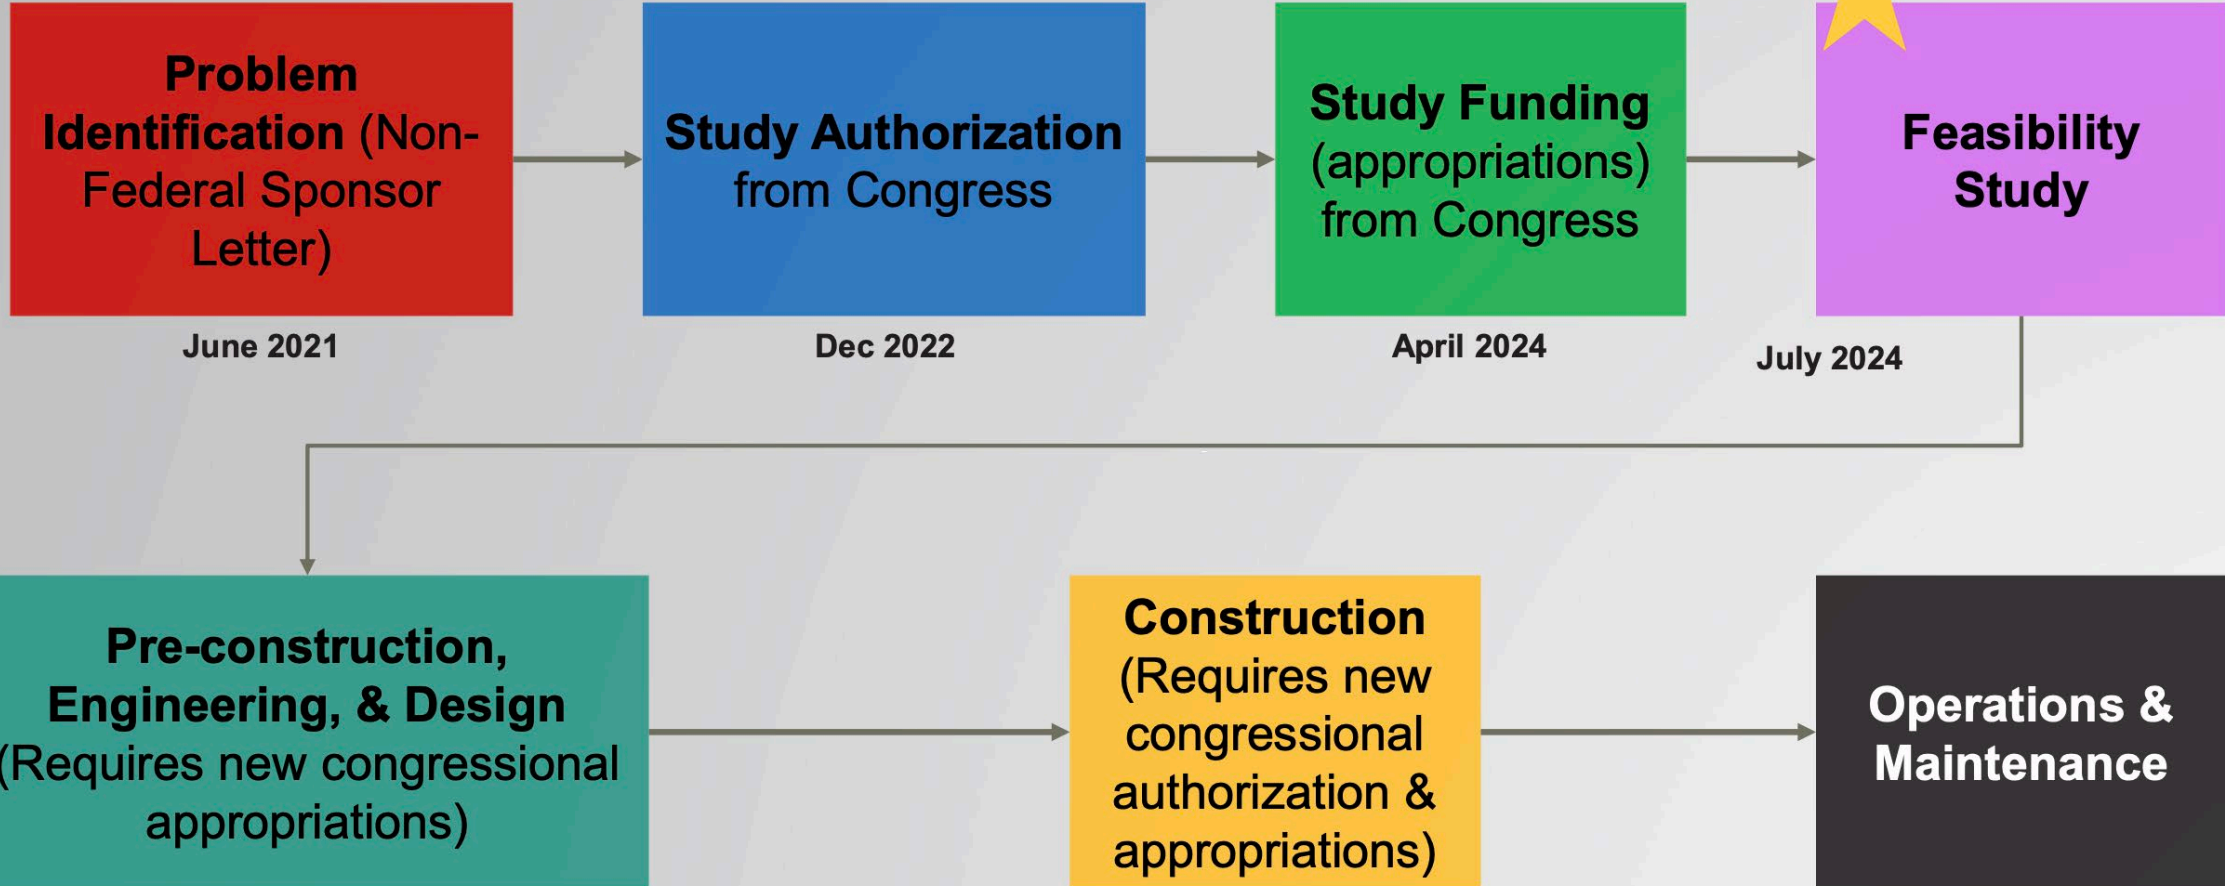 Problem
Identification (Non-
Federal Sponsor
Letter)
June 2021
Study Authorization
from Congress
Dec 2022
Study Funding
(appropriations)
from Congress
April 2024
Feasibility
Study
July 2024
Pre-construction,
Engineering, & Design
(Requires new congressional
appropriations)
Construction
(Requires new
congressional
authorization &
appropriations)
Operations &
Maintenance